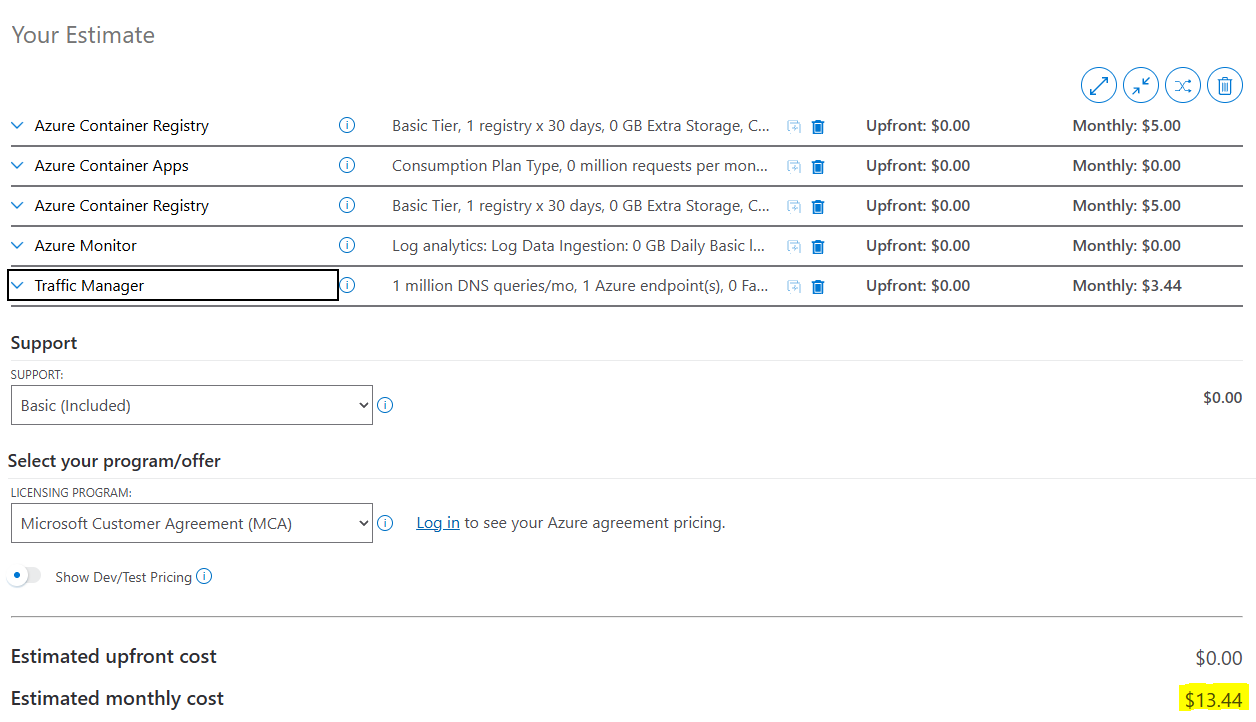 Your Estimate
Azure Container Registry Basic Tier, 1 registry x 30 days, 0 GB Extra Storage, C... Upfront: $0.00 Monthly: $5.00
Azure Container Apps Consumption Plan Type, 0 million requests per mon... Upfront: $0.00 Monthly: $0.00
Azure Container Registry Basic Tier, 1 registry x 30 days, 0 GB Extra Storage, C... Upfront: $0.00 Monthly: $5.00
Azure Monitor Log analytics: Log Data Ingestion: 0 GB Daily Basic l... Upfront: $0.00 Monthly: $0.00
Traffic Manager 1 million DNS queries/mo, 1 Azure endpoint(s), 0 Fa... Upfront: $0.00 Monthly: $3.44
Support
SUPPORT:
Basic (Included) $0.00
Select your program/offer
LICENSING PROGRAM:
Microsoft Customer Agreement (MCA) Log in to see your Azure agreement pricing.
Show Dev/Test Pricing
Estimated upfront cost $0.00
Estimated monthly cost $13.44